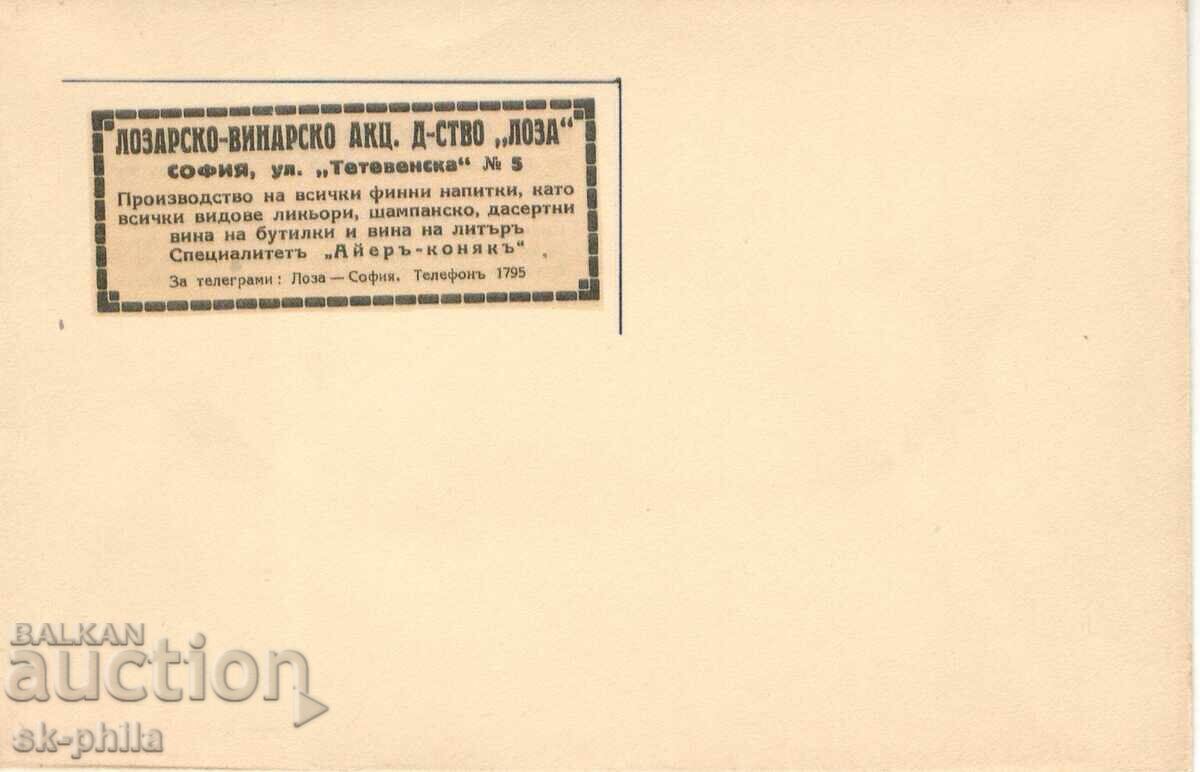 ЛОЗАРСКО-ВИНАРСКО АКЦ. Д-СТВО „ЛОЗА“
СОФИЯ, ул. „Тетевенска“ № 5
Производство на всички финни напитки, като
всички видове ликьори, шампанско, дасертни
вина на бутилки и вина на литъръ
Специалитетъ „Айеръ-конякъ“
За телеграми: Лоза — София. Телефонъ 1795
BALKAN
auction
sk-phila